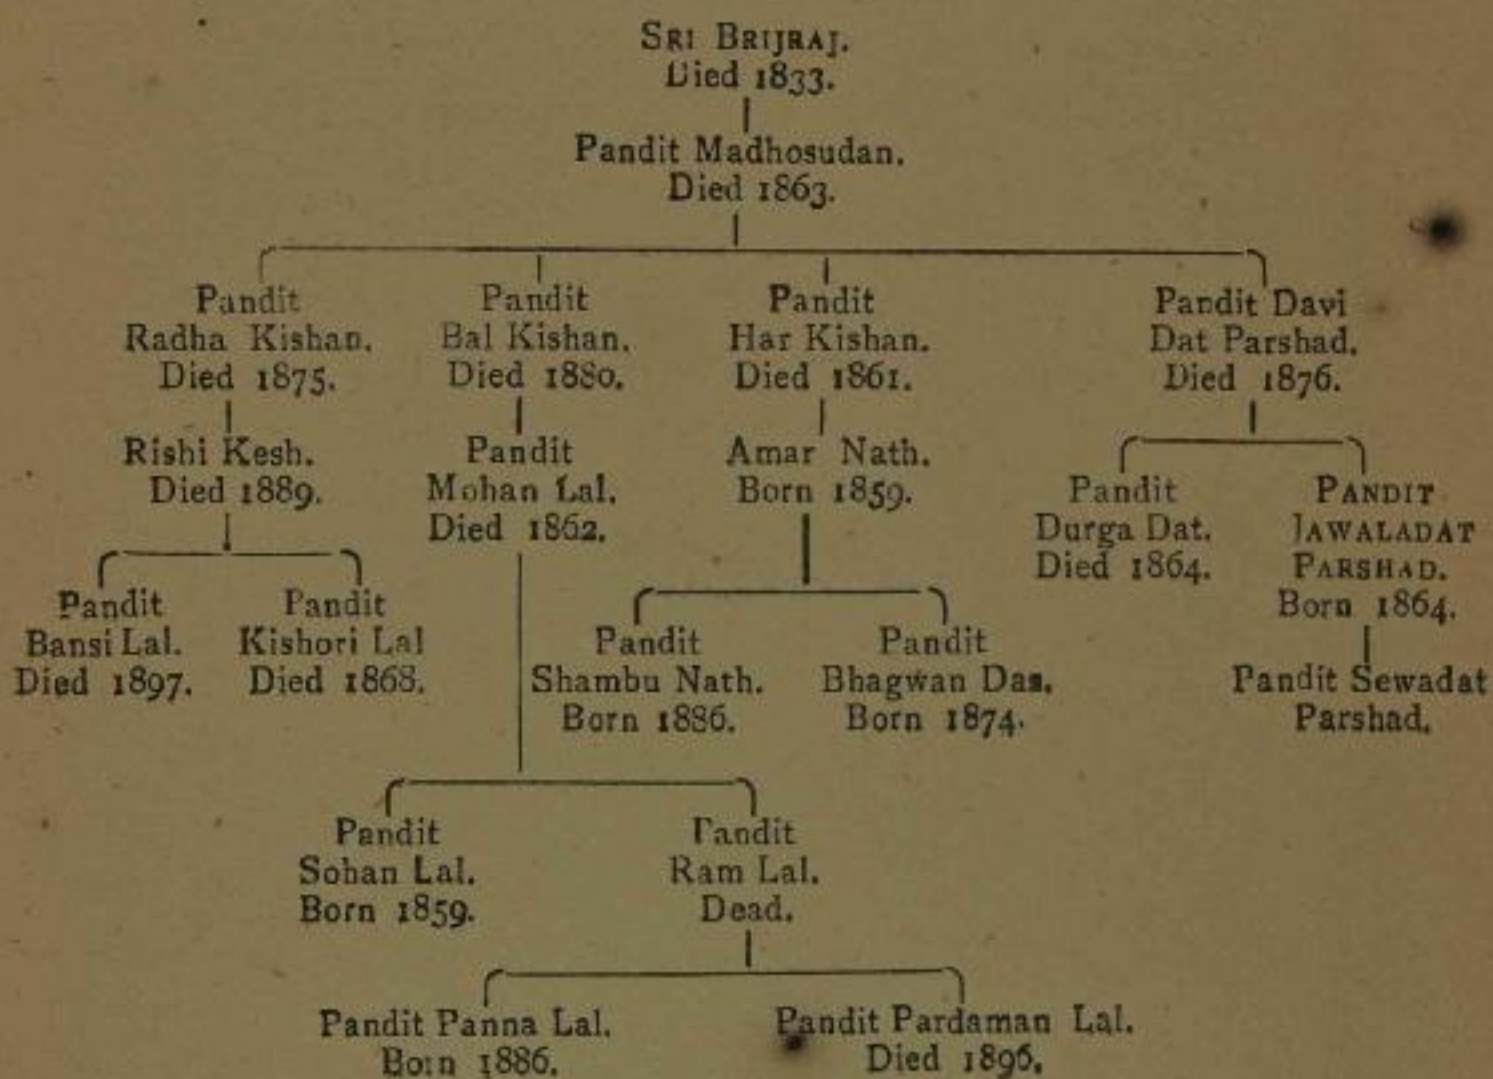 SRI BRIJRAJ.
Died 1833.
Pandit Madhosudan.
Died 1863.
Pandit
Radha Kishan.
Died 1875.
Pandit
Bal Kishan.
Died 1880.
Pandit
Har Kishan.
Died 1861.
Pandit Davi
Dat Parshad.
Died 1876.
Rishi Kesh.
Died 1889.
Pandit
Mohan Lal.
Died 1862.
Amar Nath.
Born 1859.
Pandit
Durga Dat.
Died 1864.
PANDIT
JAWALADAT
PARSHAD.
Born 1864.
Pandit
Bansi Lal.
Died 1897.
Pandit
Kishori Lal
Died 1868.
Pandit
Shambu Nath.
Born 1886.
Pandit
Bhagwan Das.
Born 1874.
Pandit Sewadat
Parshad.
Pandit
Sohan Lal.
Born 1859.
Pandit
Ram Lal.
Dead.
Pandit Panna Lal.
Born 1886.
Pandit Pardaman Lal.
Died 1896.